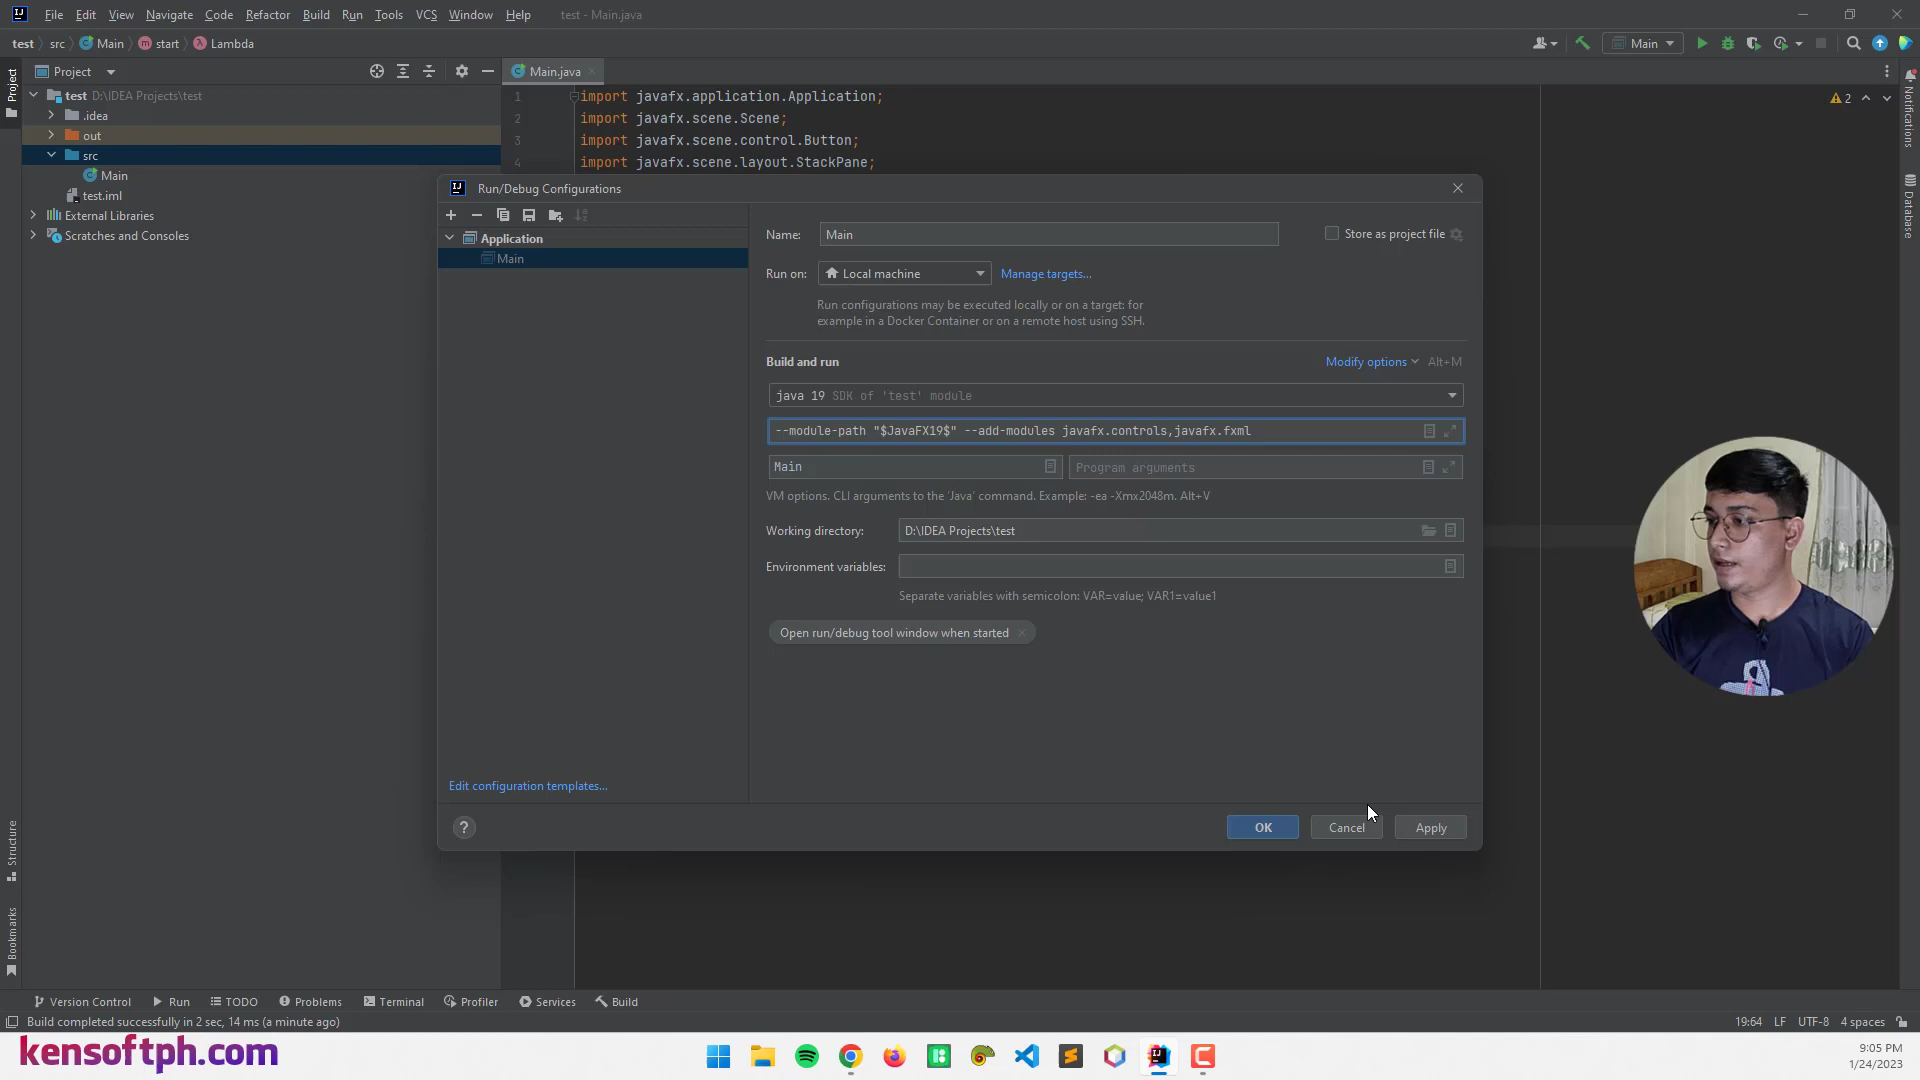 File Edit View Navigate Code Refactor Build Run Tools VCS Window Help test - Main.java
test src Main start Lambda Main
Project Main.java
Project
test D:\IDEA Projects\test
.idea
out
src
Main
test.iml
External Libraries
Scratches and Consoles
1 import javafx.application.Application;
2 import javafx.scene.Scene;
3 import javafx.scene.control.Button;
4 import javafx.scene.layout.StackPane;
2
Notifications
Database
Run/Debug Configurations
Application
Main
Edit configuration templates...
Name: Main Store as project file
Run on: Local machine Manage targets...
Run configurations may be executed locally or on a target: for
example in a Docker Container or on a remote host using SSH.
Build and run Modify options Alt+M
java 19 SDK of 'test' module
--module-path "$JavaFX19$" --add-modules javafx.controls,javafx.fxml
Main Program arguments
VM options. CLI arguments to the 'Java' command. Example: -ea -Xmx2048m. Alt+V
Working directory: D:\IDEA Projects\test
Environment variables:
Separate variables with semicolon: VAR=value; VAR1=value1
Open run/debug tool window when started
? OK Cancel Apply
Structure
Bookmarks
Version Control Run TODO Problems Terminal Profiler Services Build
Build completed successfully in 2 sec, 14 ms (a minute ago) 19:64 LF UTF-8 4 spaces
kensoftph.com
9:05 PM
1/24/2023